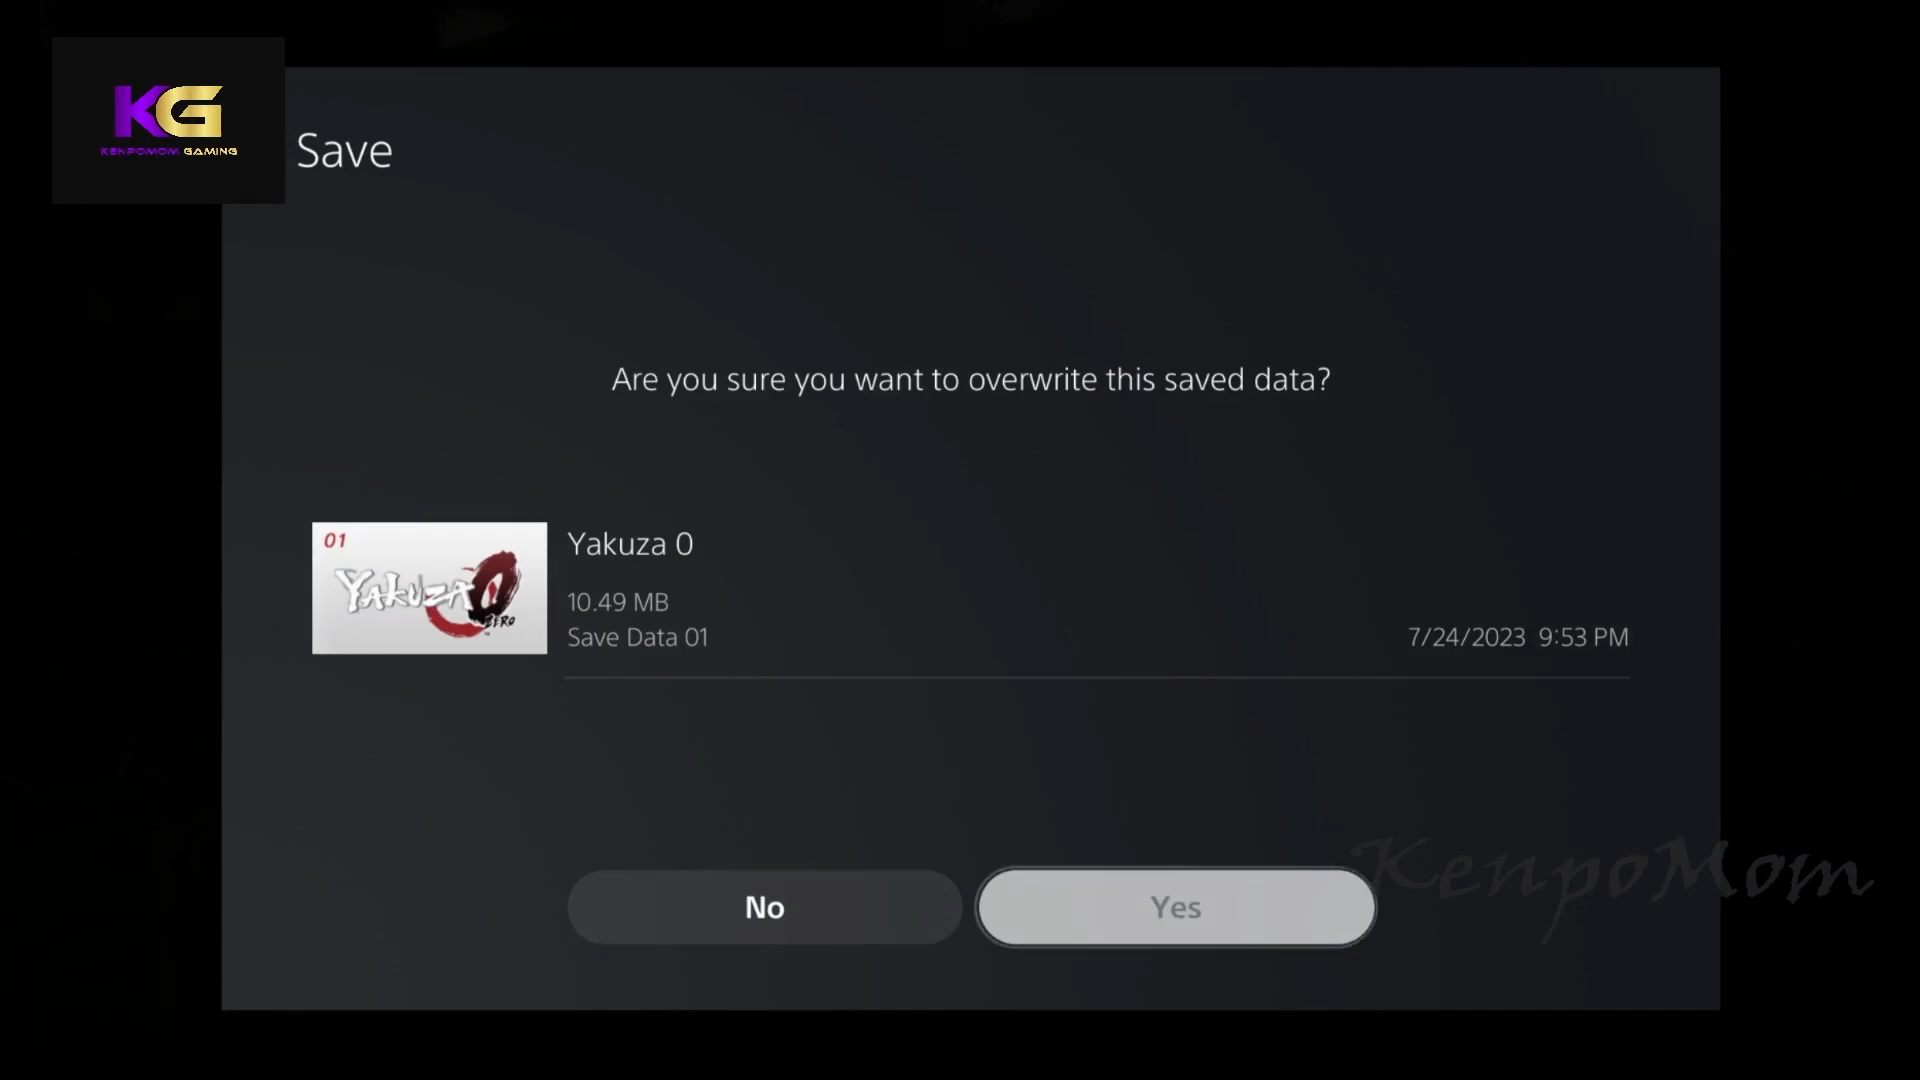 KG
KENPOMOM GAMING
Save
Are you sure you want to overwrite this saved data?
01
YAKUZA 0
ZERO
Yakuza 0
10.49 MB
Save Data 01
7/24/2023 9:53 PM
KenpoMom
No
Yes